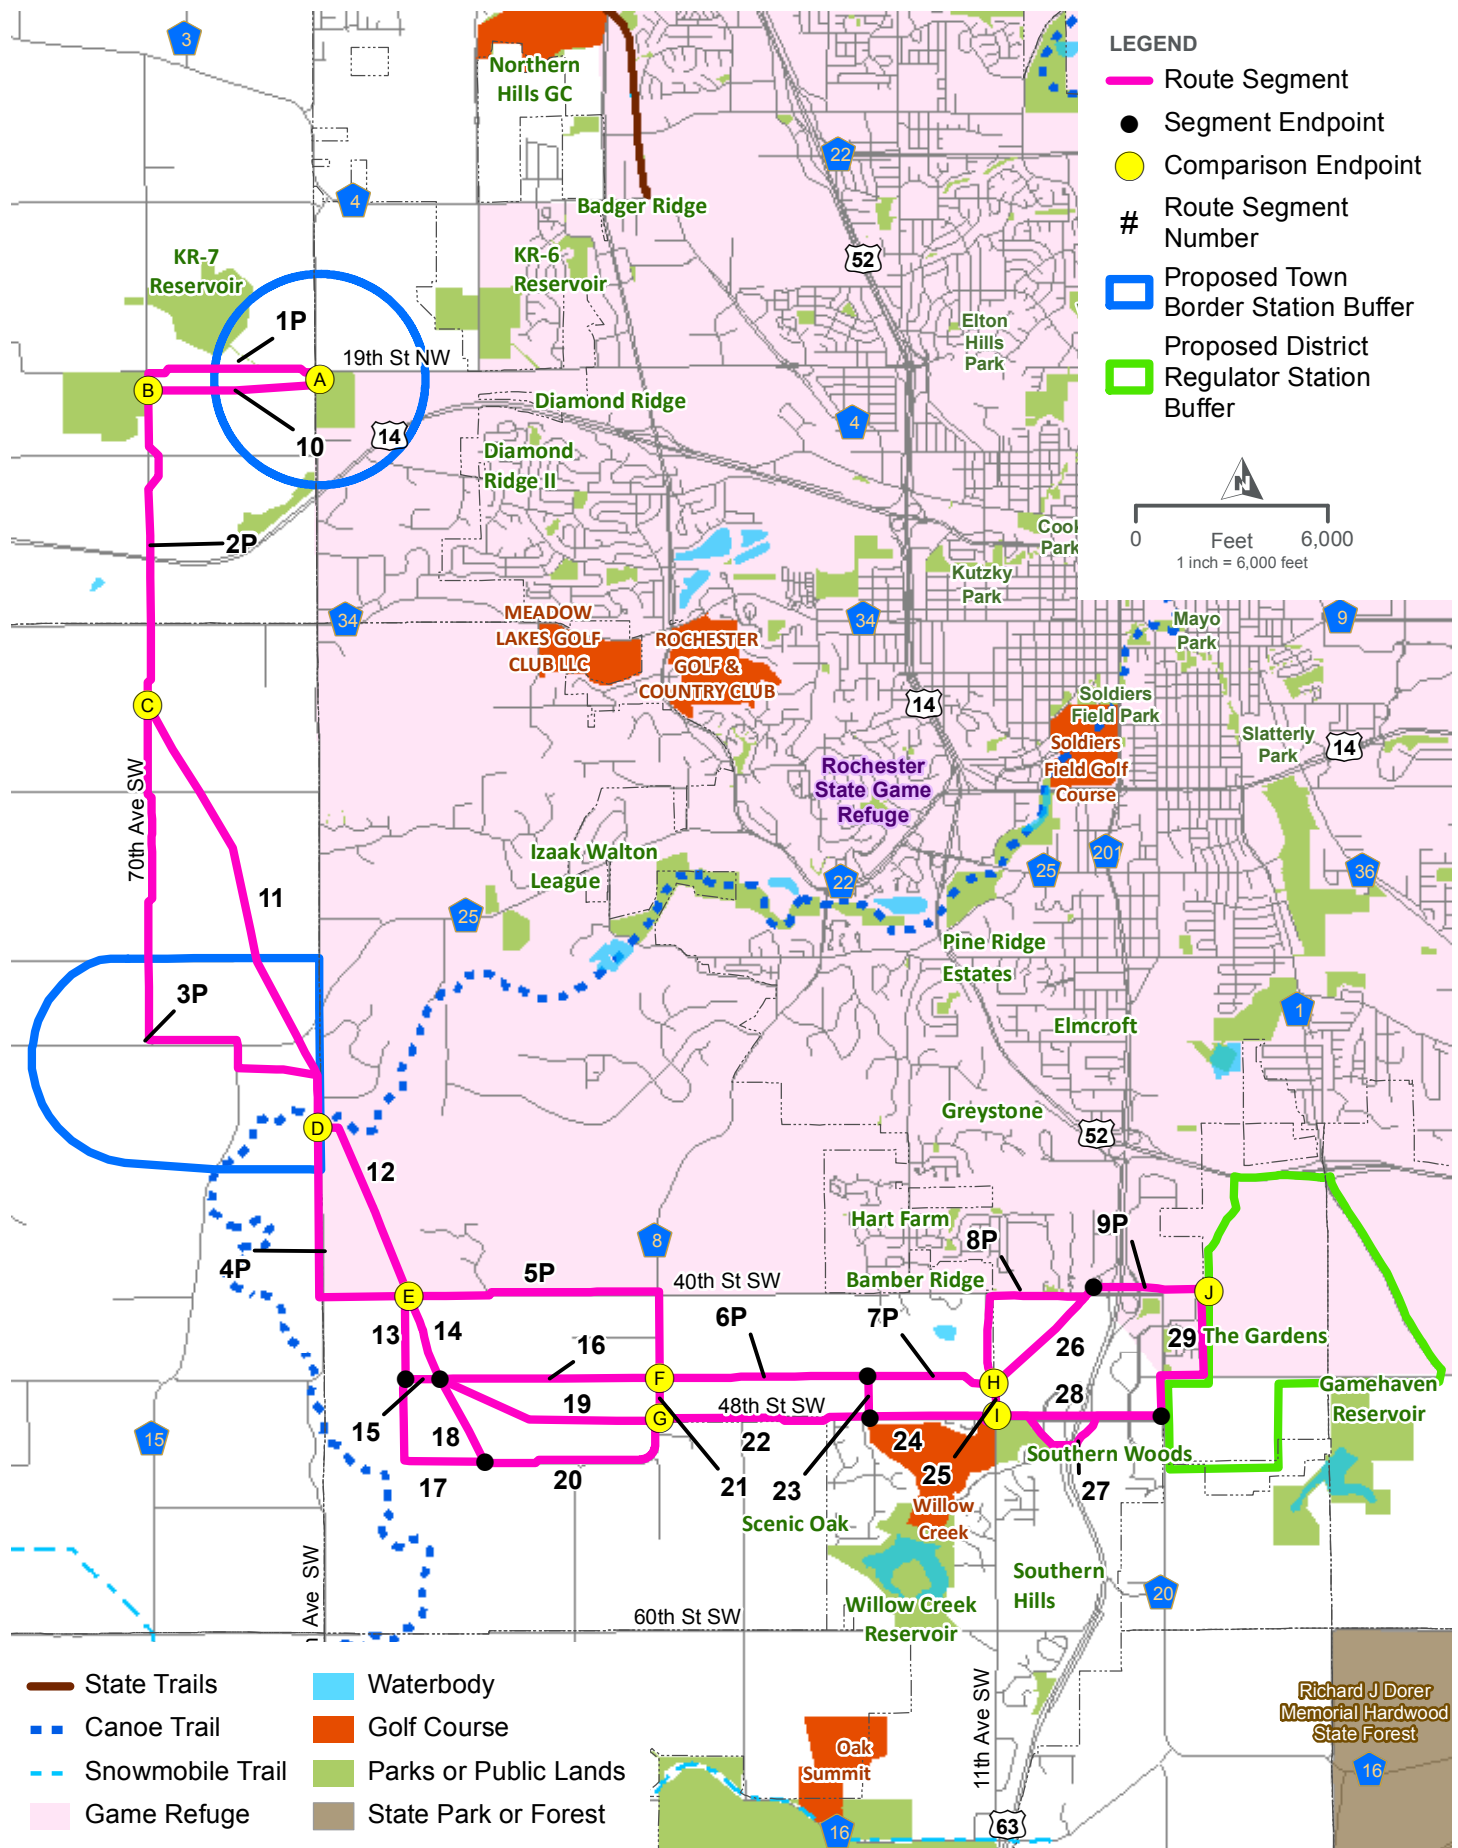 3
Northern
Hills GC
4
22
Badger Ridge
52
KR-7
Reservoir
KR-6
Reservoir
1P
19th St NW
A
B
10
14
Elton
Hills
Park
Diamond Ridge
4
Diamond
Ridge II
2P
Cook
Park
Kutzky
Park
34
MEADOW
LAKES GOLF
CLUB LLC
ROCHESTER
GOLF &
COUNTRY CLUB
34
Mayo
Park
9
C
14
Soldiers
Field Park
Soldiers
Field Golf
Course
Slatterly
Park
14
70th Ave SW
Rochester
State Game
Refuge
11
Izaak Walton
League
22
25
201
36
25
Pine Ridge
Estates
3P
Elmcroft
1
D
Greystone
52
12
4P
8
Hart Farm
8P
9P
Bamber Ridge
E
5P
40th St SW
J
13
14
16
6P
7P
26
29
The Gardens
F
H
15
19
48th St SW
28
Gamehaven
Reservoir
15
18
G
22
24
I
Southern Woods
17
20
21
23
25
27
Willow
Creek
Scenic Oak
Southern
Hills
20
Willow Creek
Reservoir
60th St SW
Ave SW
11th Ave SW
Richard J Dorer
Memorial Hardwood
State Forest
16
Oak
Summit
16
63
LEGEND
Route Segment
Segment Endpoint
Comparison Endpoint
#
Route Segment
Number
Proposed Town
Border Station Buffer
Proposed District
Regulator Station
Buffer
N
0
Feet
6,000
1 inch = 6,000 feet
State Trails
Canoe Trail
Snowmobile Trail
Game Refuge
Waterbody
Golf Course
Parks or Public Lands
State Park or Forest